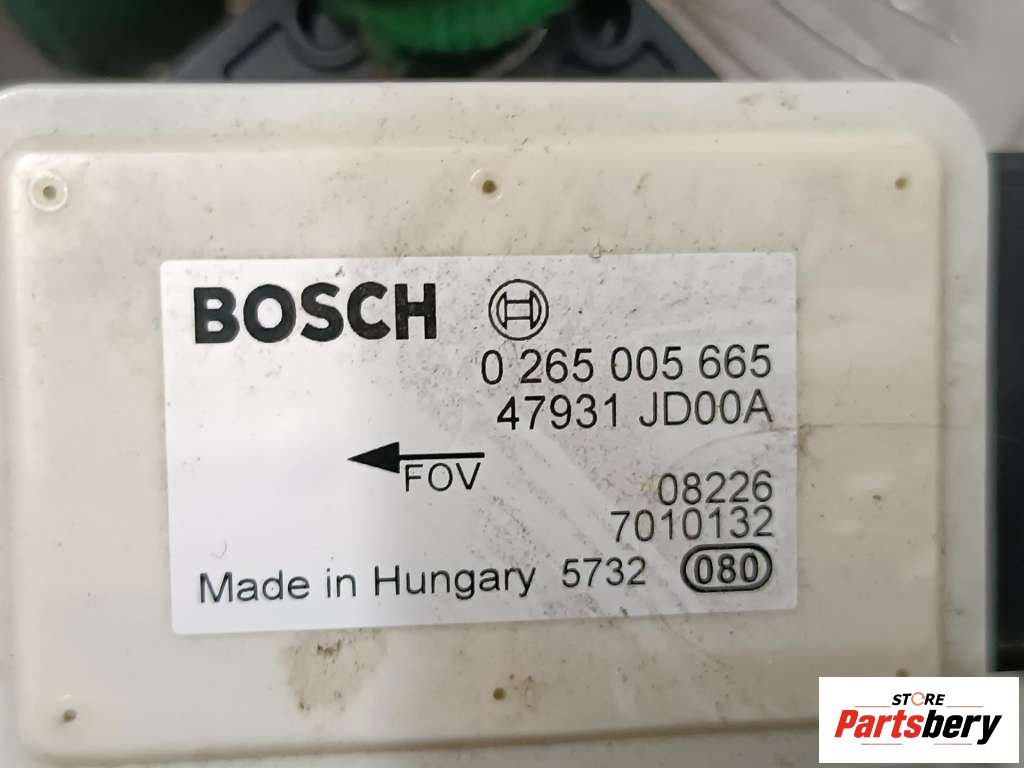 BOSCH
0 265 005 665
47931 JD00A
FOV
08226
7010132
Made in Hungary 5732 080
STORE
Partsbery